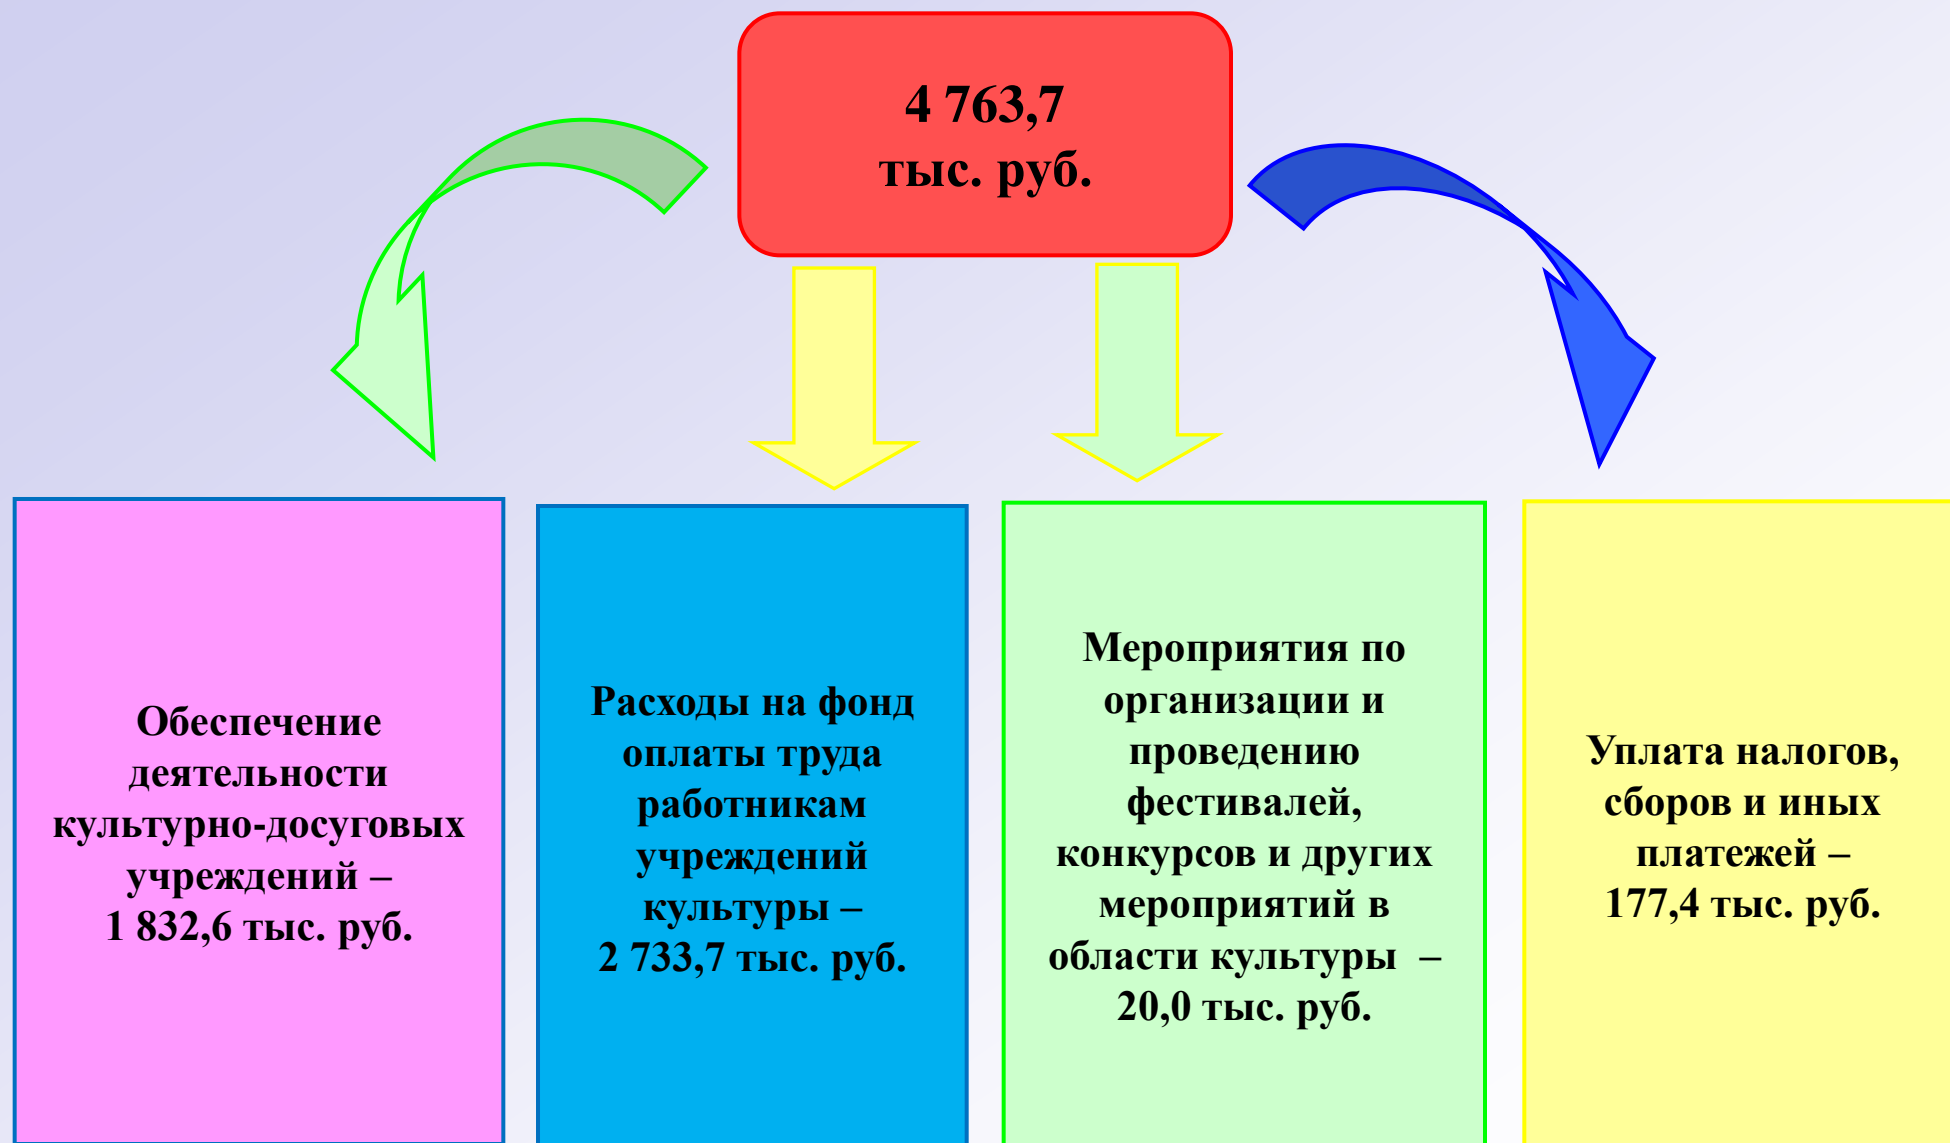 4 763,7
тыс. руб.
Обеспечение
деятельности
культурно-досуговых
учреждений –
1 832,6 тыс. руб.
Расходы на фонд
оплаты труда
работникам
учреждений
культуры –
2 733,7 тыс. руб.
Мероприятия по
организации и
проведению
фестивалей,
конкурсов и других
мероприятий в
области культуры  –
20,0 тыс. руб.
Уплата налогов,
сборов и иных
платежей –
177,4 тыс. руб.